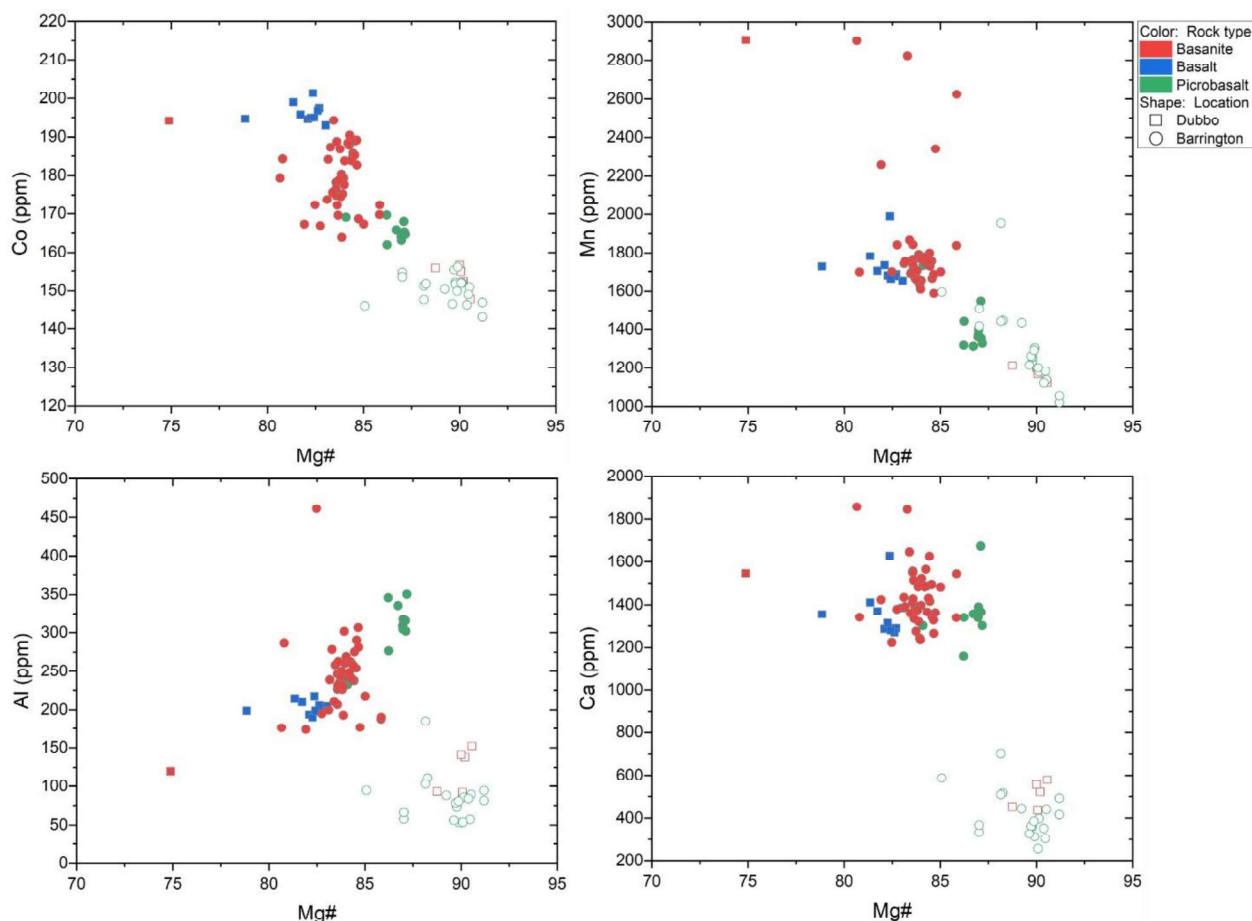 220
210
200
190
180
170
160
150
140
130
120
Co (ppm)
70 75 80 85 90 95
Mg#
3000
2800
2600
2400
2200
2000
1800
1600
1400
1200
1000
Mn (ppm)
70 75 80 85 90 95
Mg#
Color: Rock type
Basanite
Basalt
Picrobasalt
Shape: Location
Dubbo
Barrington
500
450
400
350
300
250
200
150
100
50
0
Al (ppm)
70 75 80 85 90 95
Mg#
2000
1800
1600
1400
1200
1000
800
600
400
200
Ca (ppm)
70 75 80 85 90 95
Mg#